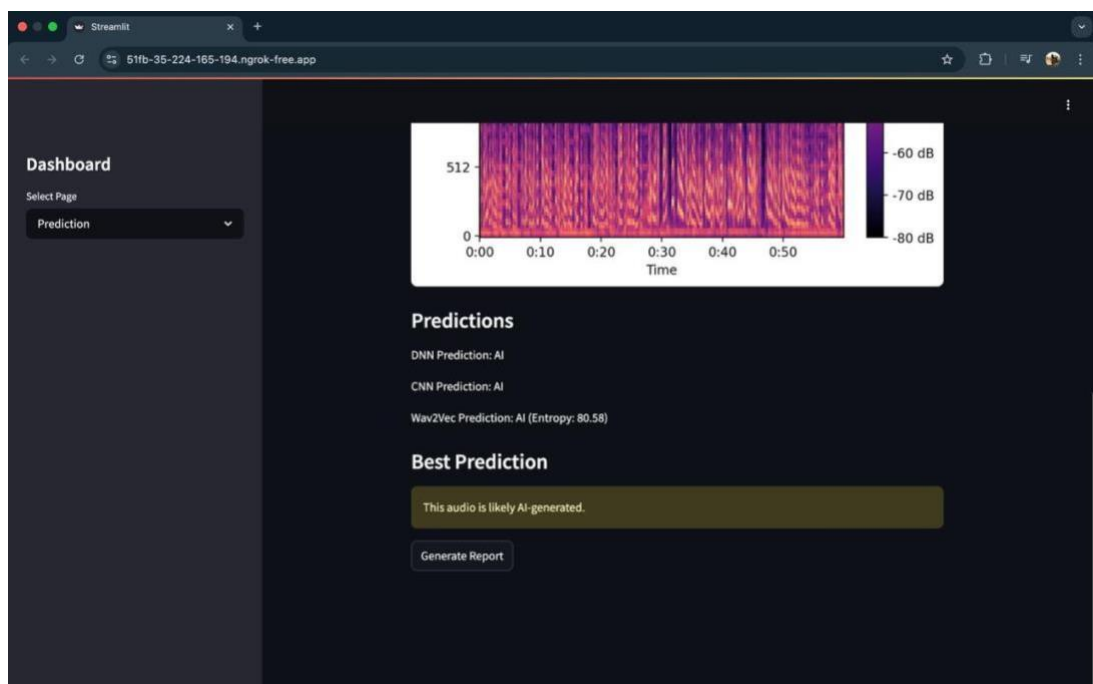 Streamlit
51fb-35-224-165-194.ngrok-free.app
Dashboard
Select Page
Prediction
512
0
0:00 0:10 0:20 0:30 0:40 0:50
Time
-60 dB
-70 dB
-80 dB
Predictions
DNN Prediction: AI
CNN Prediction: AI
Wav2Vec Prediction: AI (Entropy: 80.58)
Best Prediction
This audio is likely AI-generated.
Generate Report